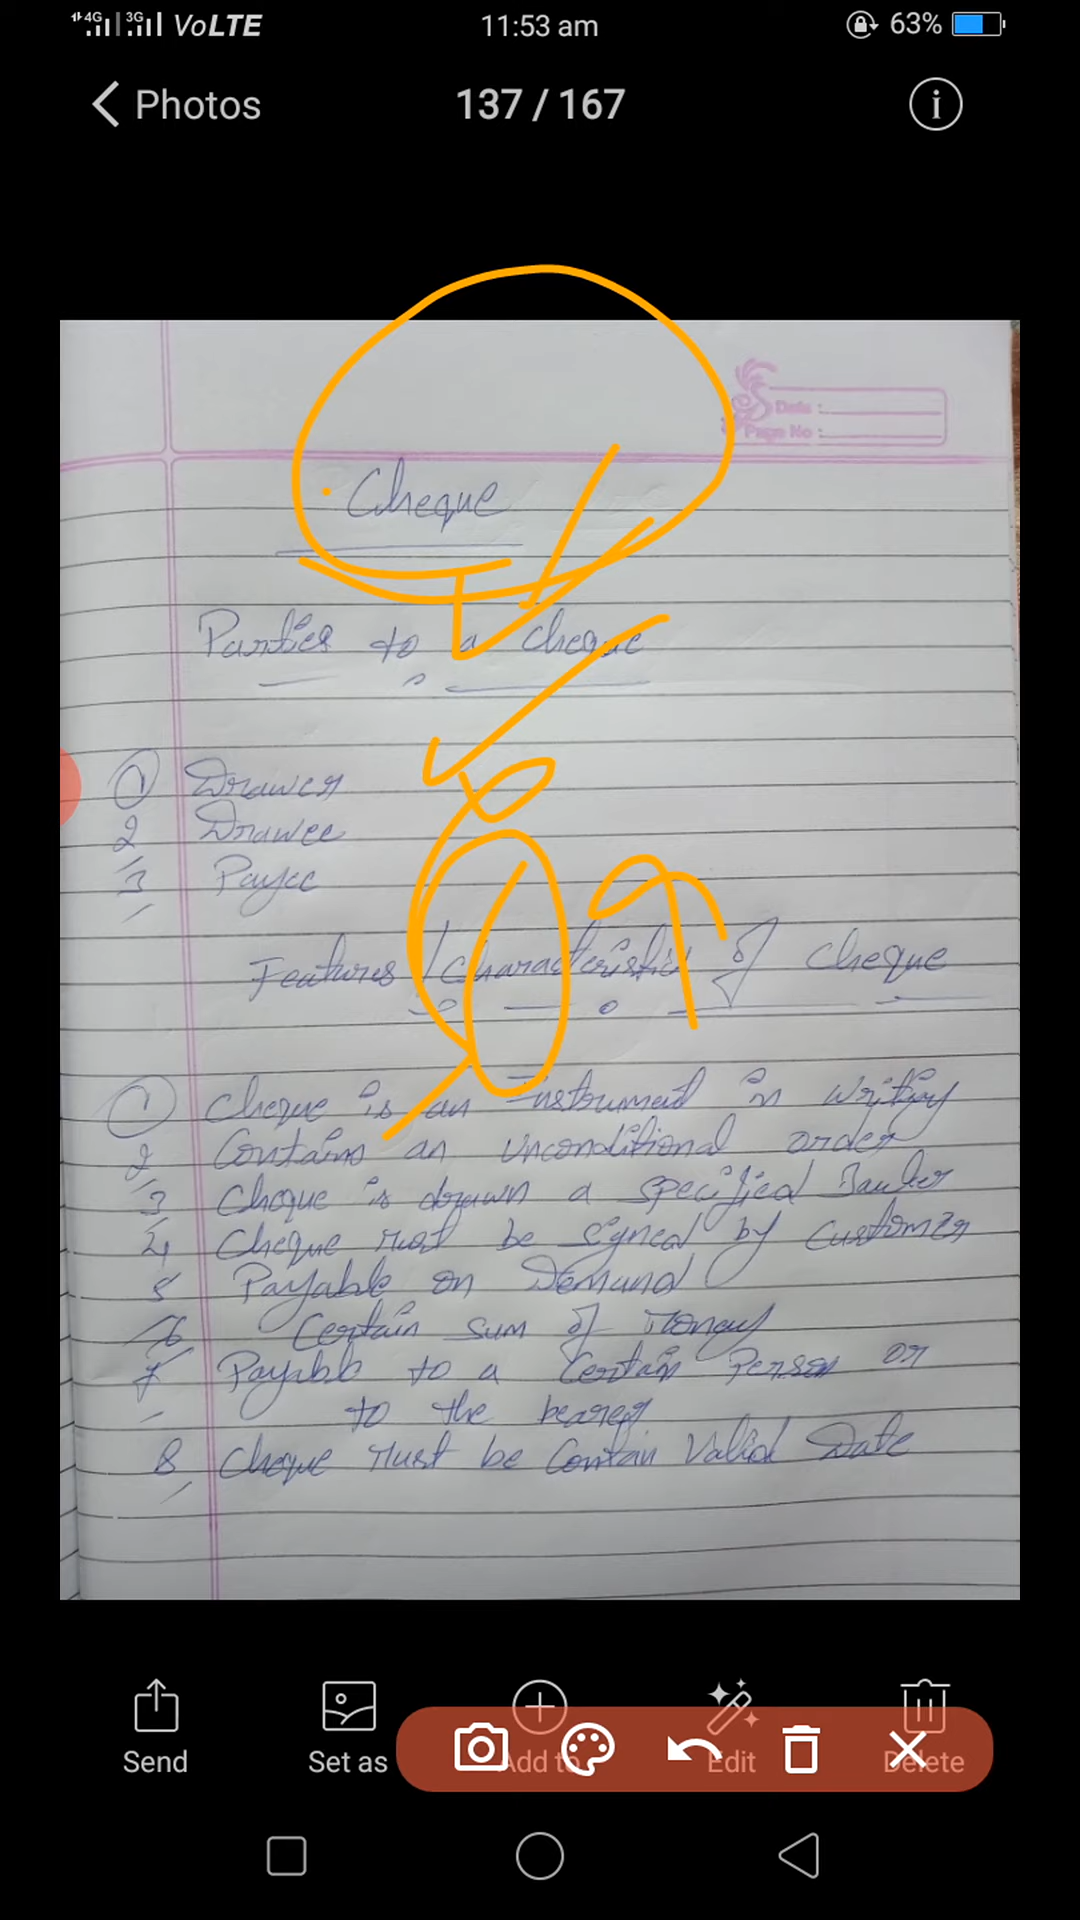 4G 3G VoLTE 11:53 am 63%
Photos 137 / 167
Date :
Page No :
Cheque
Parties to a cheque
1 Drawer
2 Drawee
3 Payee
Features / Characteristic of cheque
1 Cheque is an Instrument in writing
2 Contains an unconditional order
3 Cheque is drawn a specified Banker
4 Cheque must be signed by Customer
5 Payable on Demand
6 Certain sum of money
7 Payable to a Certain Person or
to the bearer
8 Cheque must be Contain Valid Date
Send Set as Add to Edit Delete